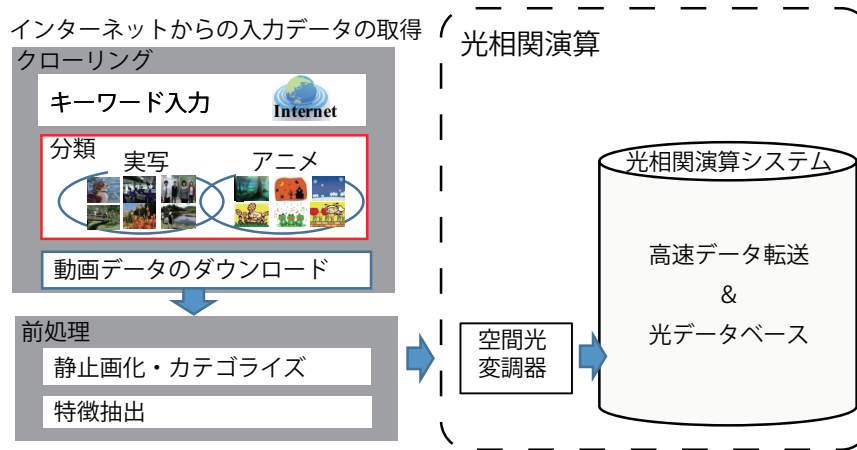 インターネットからの入力データの取得
クローリング
キーワード入力
Internet
分類
実写
アニメ
動画データのダウンロード
前処理
静止画化・カテゴライズ
特徴抽出
光相関演算
空間光
変調器
光相関演算システム
高速データ転送
&
光データベース